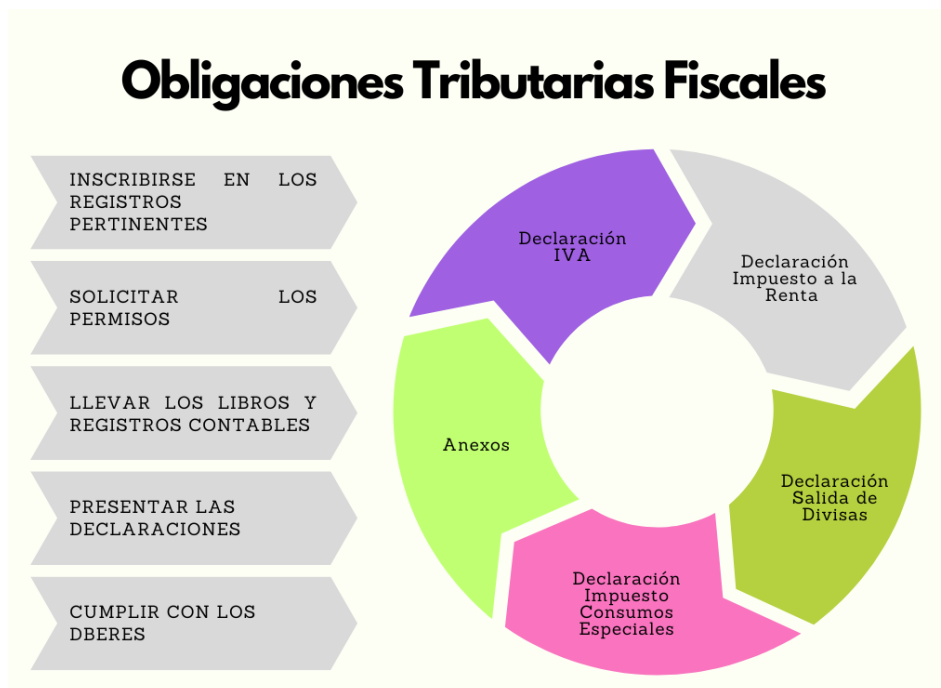 Obligaciones Tributarias Fiscales
INSCRIBIRSE EN LOS
REGISTROS
PERTINENTES
SOLICITAR LOS
PERMISOS
LLEVAR LOS LIBROS Y
REGISTROS CONTABLES
PRESENTAR LAS
DECLARACIONES
CUMPLIR CON LOS
DBERES
Declaración
IVA
Declaración
Impuesto a la
Renta
Declaración
Salida de
Divisas
Declaración
Impuesto
Consumos
Especiales
Anexos